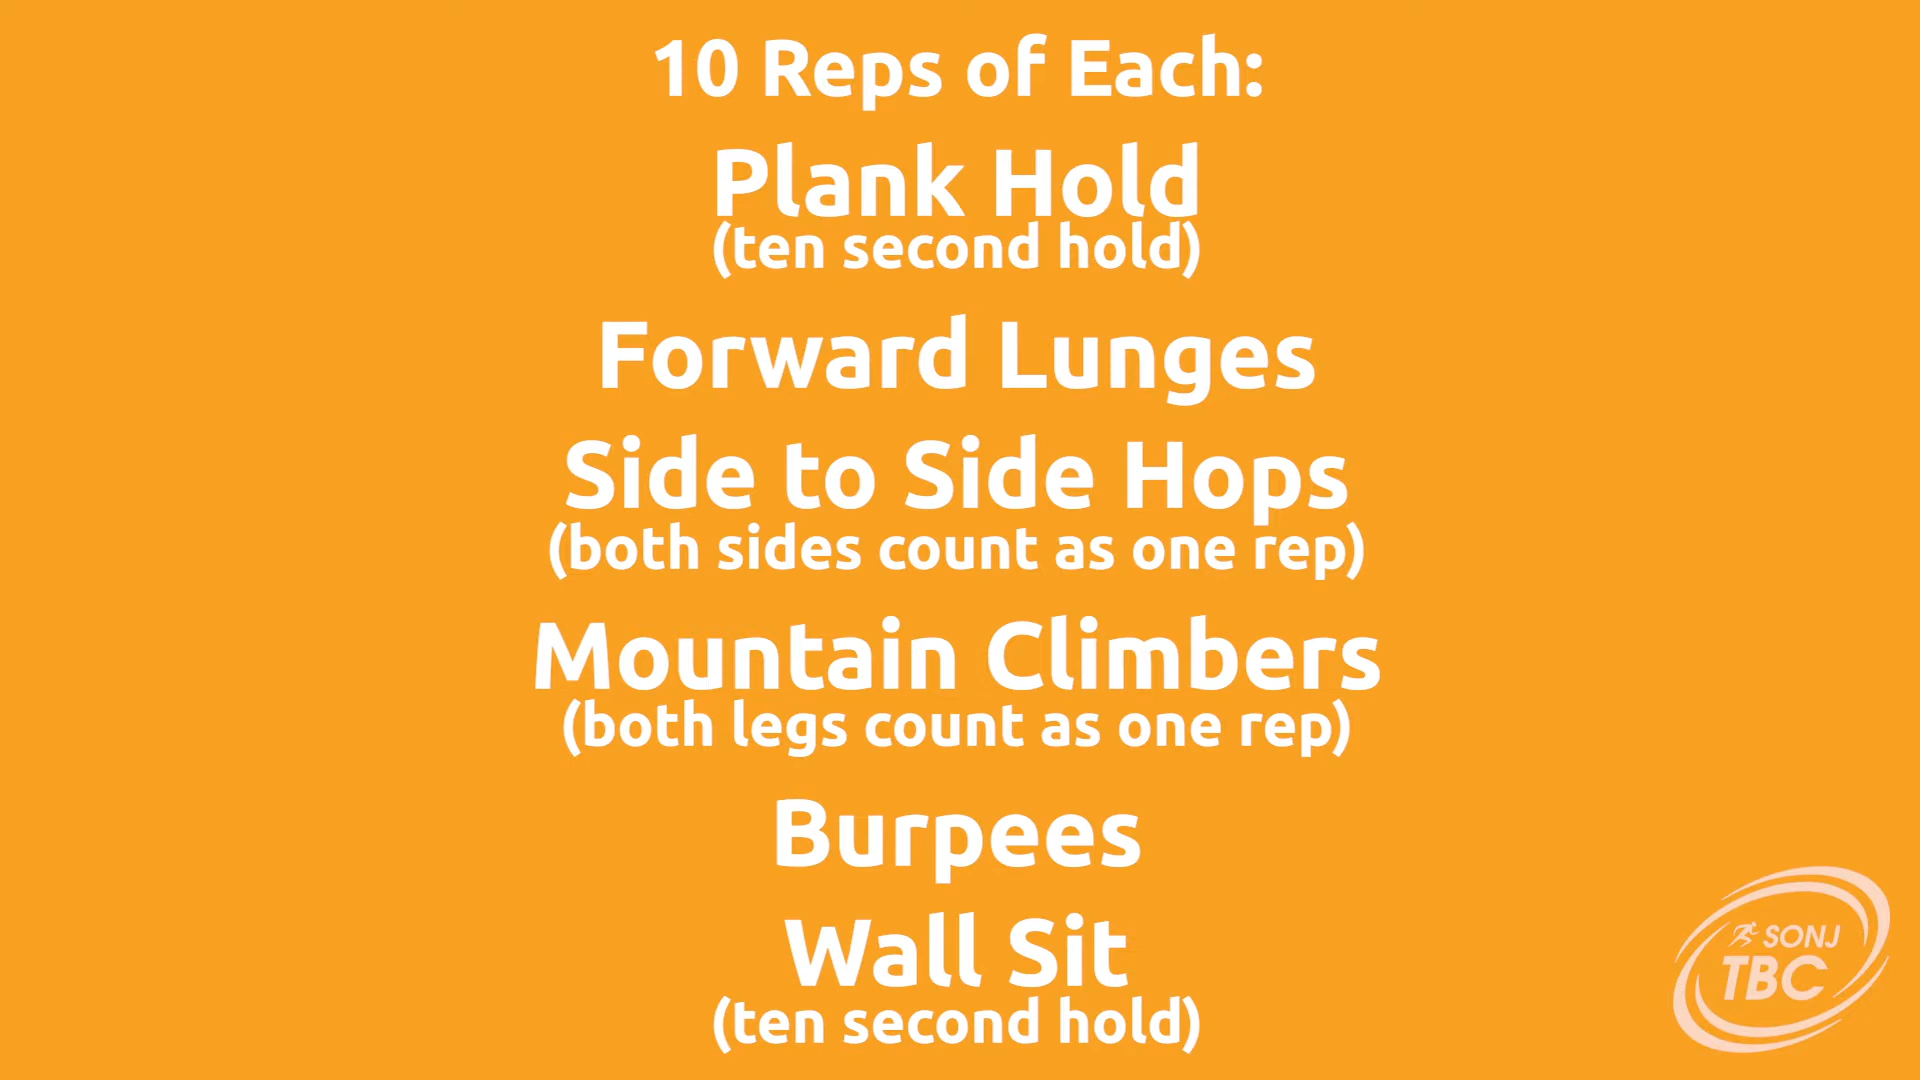 10 Reps of Each:
Plank Hold
(ten second hold)
Forward Lunges
Side to Side Hops
(both sides count as one rep)
Mountain Climbers
(both legs count as one rep)
Burpees
Wall Sit
(ten second hold)
SONJ
TBC